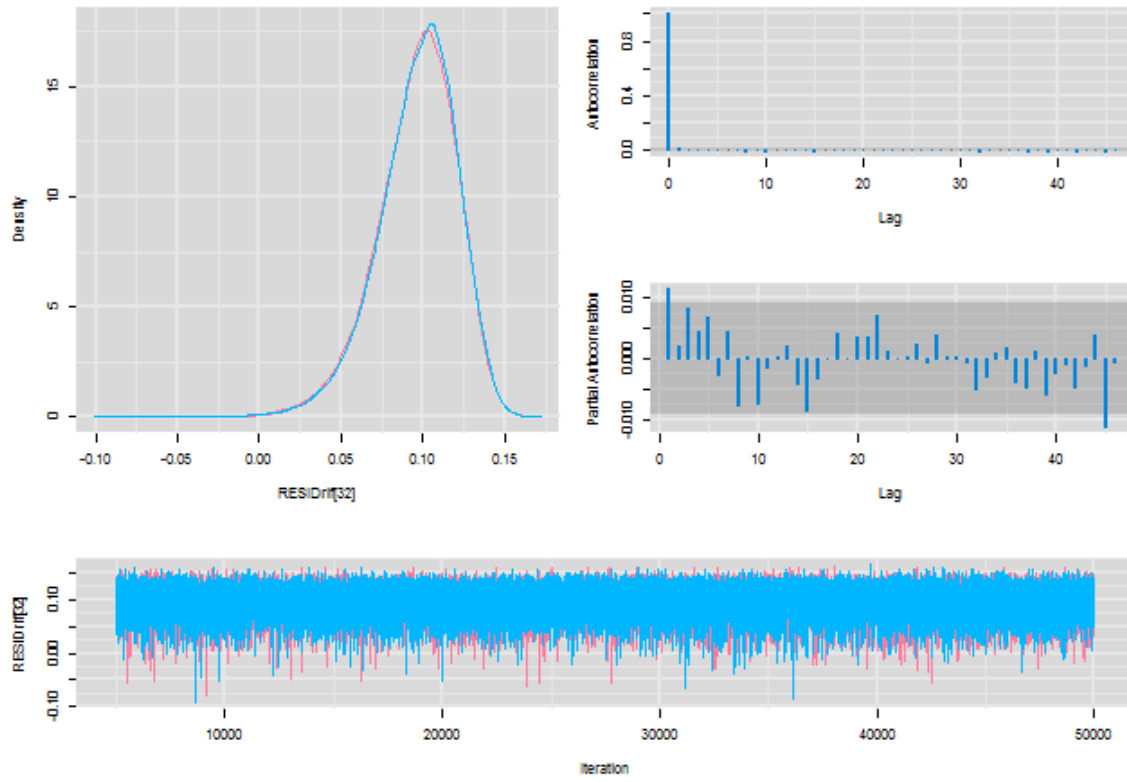 Density
15
10
5
0
-0.10 -0.05 0.00 0.05 0.10 0.15
RESIDrif[32]
Autocorrelation
0.8
0.4
0.0
0 10 20 30 40
Lag
Partial Autocorrelation
0.010
0.000
-0.010
0 10 20 30 40
Lag
RESIDrif[32]
0.10
0.00
-0.10
10000 20000 30000 40000 50000
Iteration